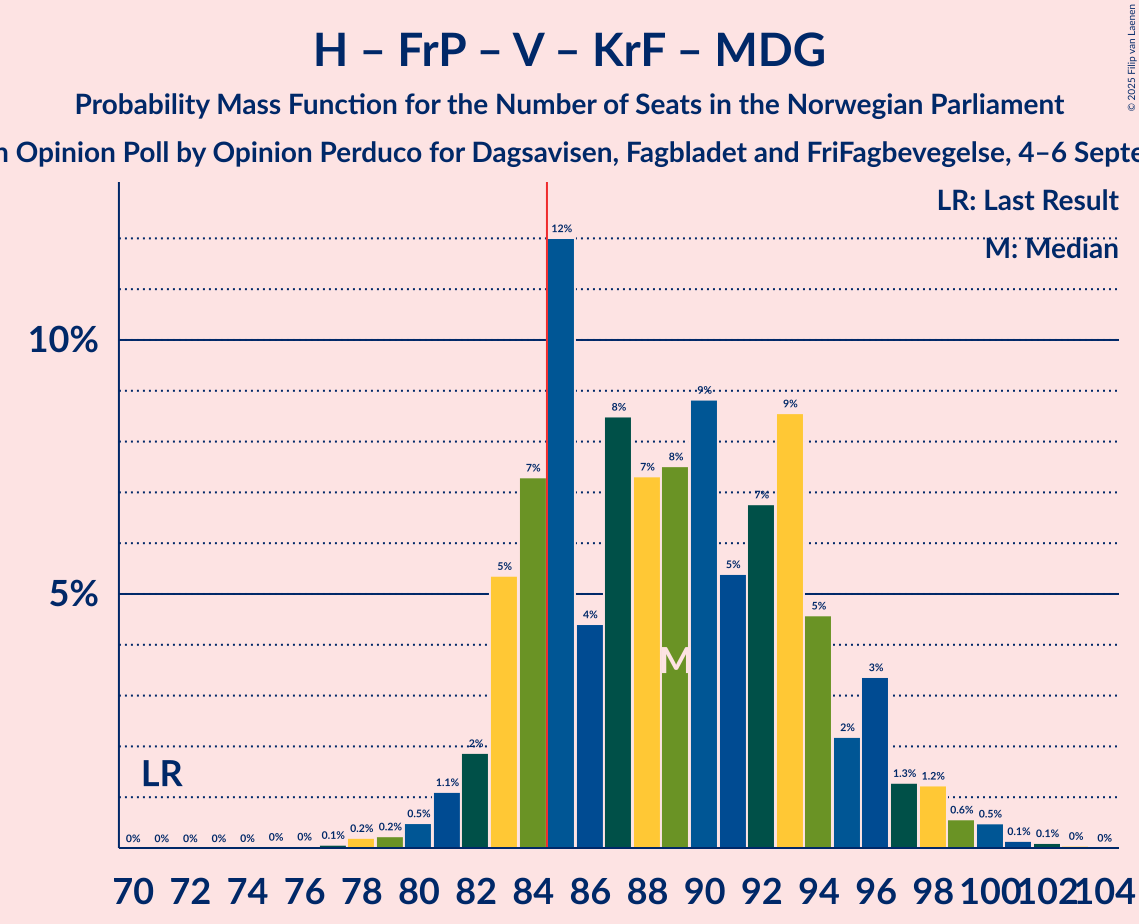 H – FrP – V – KrF – MDG
Probability Mass Function for the Number of Seats in the Norwegian Parliament
n Opinion Poll by Opinion Perduco for Dagsavisen, Fagbladet and FriFagbevegelse, 4–6 Septe
© 2025 Filip van Laenen
LR: Last Result
M: Median
10%
5%
LR
M
0% 0% 0% 0% 0% 0% 0% 0.1% 0.2% 0.2% 0.5% 1.1% 2% 5% 7% 12% 4% 8% 7% 8% 9% 5% 7% 9% 5% 2% 3% 1.3% 1.2% 0.6% 0.5% 0.1% 0.1% 0% 0%
70 72 74 76 78 80 82 84 86 88 90 92 94 96 98 100 102 104